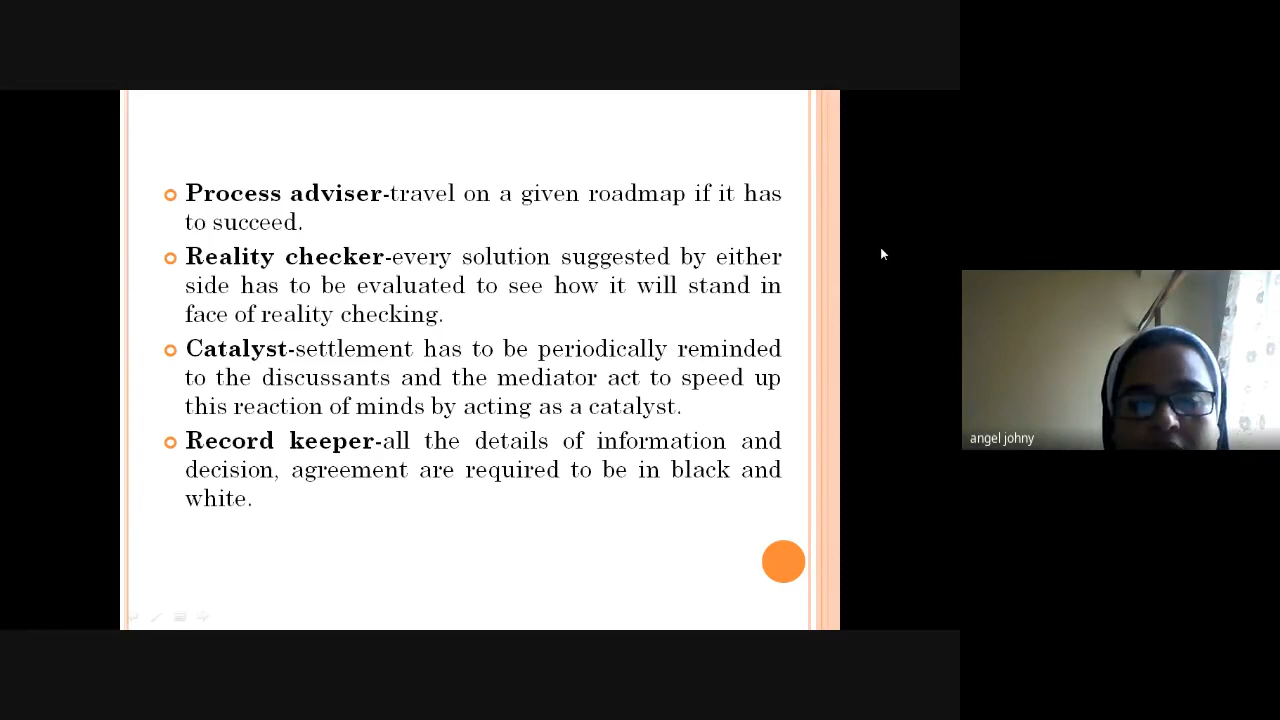 Process adviser-travel on a given roadmap if it has
to succeed.
Reality checker-every solution suggested by either
side has to be evaluated to see how it will stand in
face of reality checking.
Catalyst-settlement has to be periodically reminded
to the discussants and the mediator act to speed up
this reaction of minds by acting as a catalyst.
Record keeper-all the details of information and
decision, agreement are required to be in black and
white.
angel johny